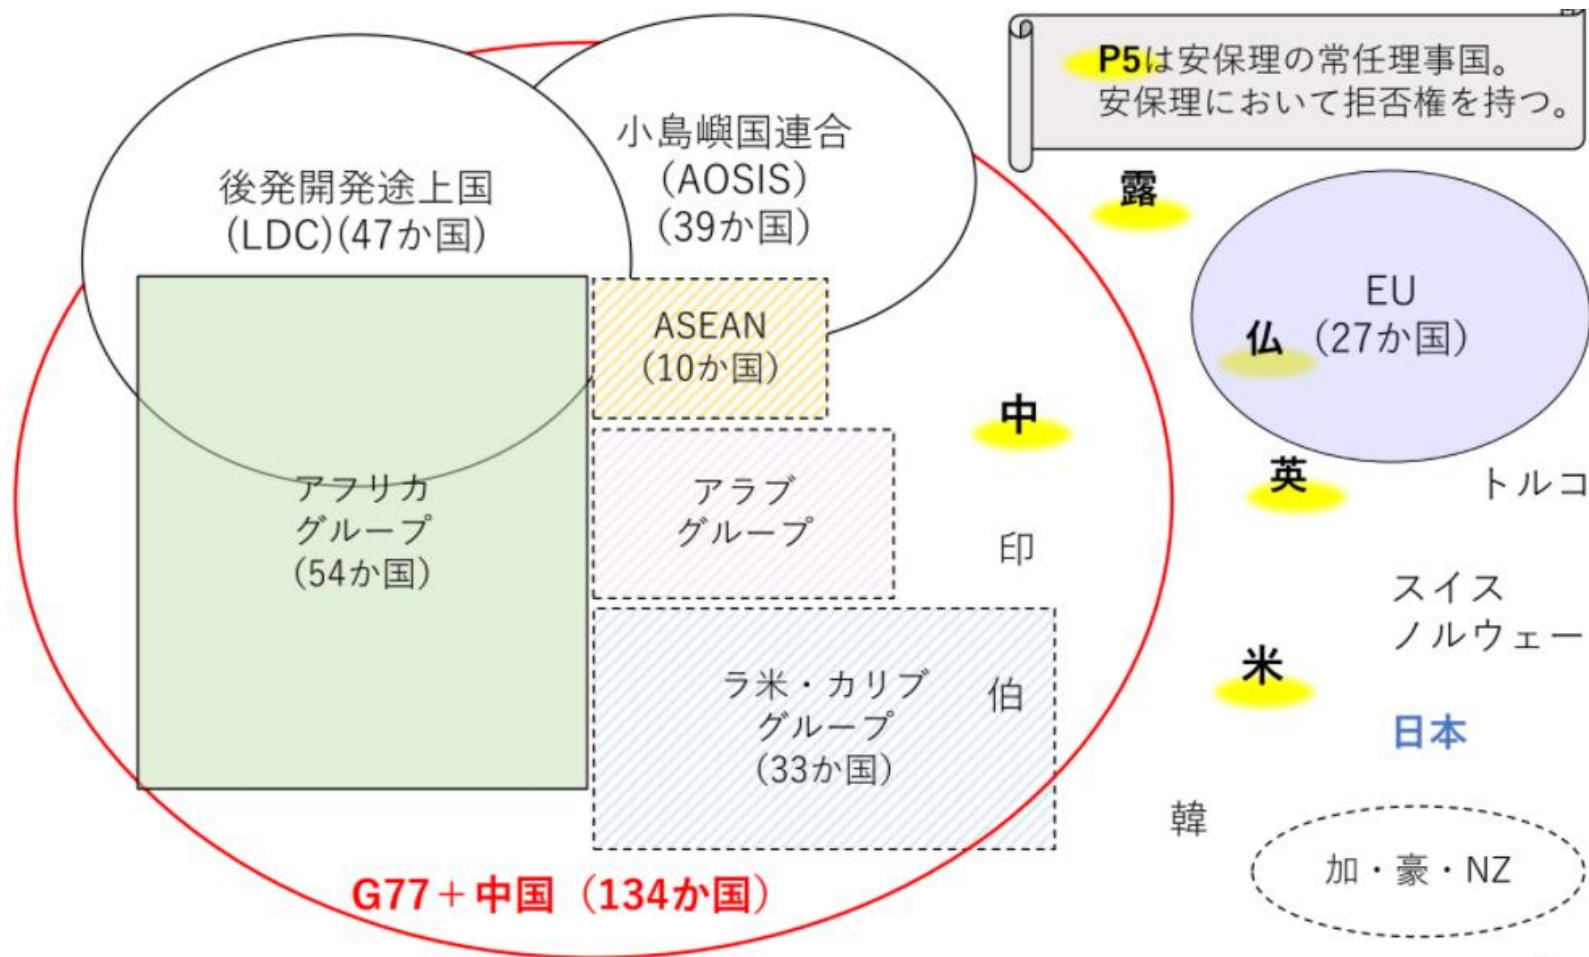 P5は安保理の常任理事国。
安保理において拒否権を持つ。
小島嶼国連合
(AOSIS)
(39か国)
後発開発途上国
(LDC)(47か国)
露
EU
(27か国)
仏
ASEAN
(10か国)
中
英
トルコ
アフリカ
グループ
(54か国)
アラブ
グループ
印
スイス
ノルウェー
米
ラ米・カリブ
グループ
(33か国)
伯
日本
韓
加・豪・NZ
G77＋中国（134か国）